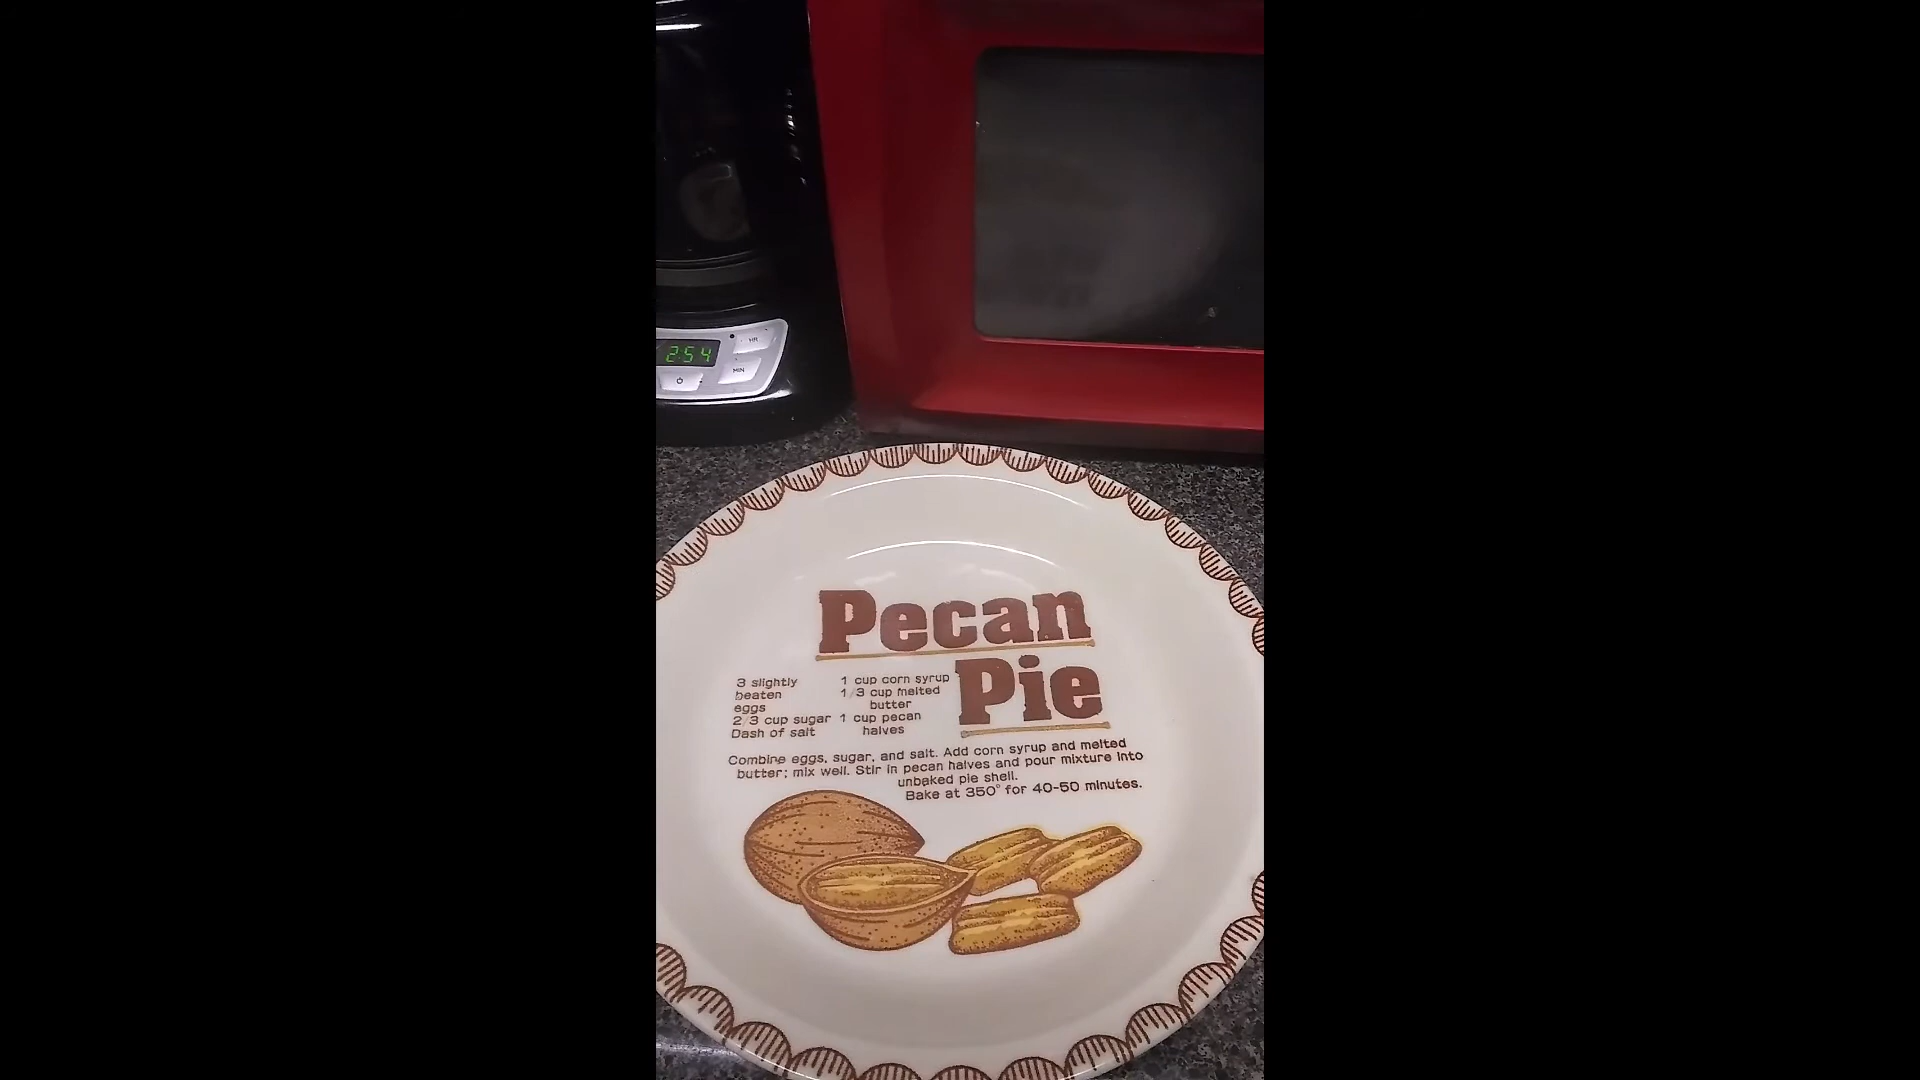 HR
2:54
MIN
Pecan
Pie
3 slightly
beaten
eggs
2/3 cup sugar
Dash of salt
1 cup corn syrup
1/3 cup melted
butter
1 cup pecan
halves
Combine eggs, sugar, and salt. Add corn syrup and melted
butter; mix well. Stir in pecan halves and pour mixture into
unbaked pie shell.
Bake at 350° for 40-50 minutes.